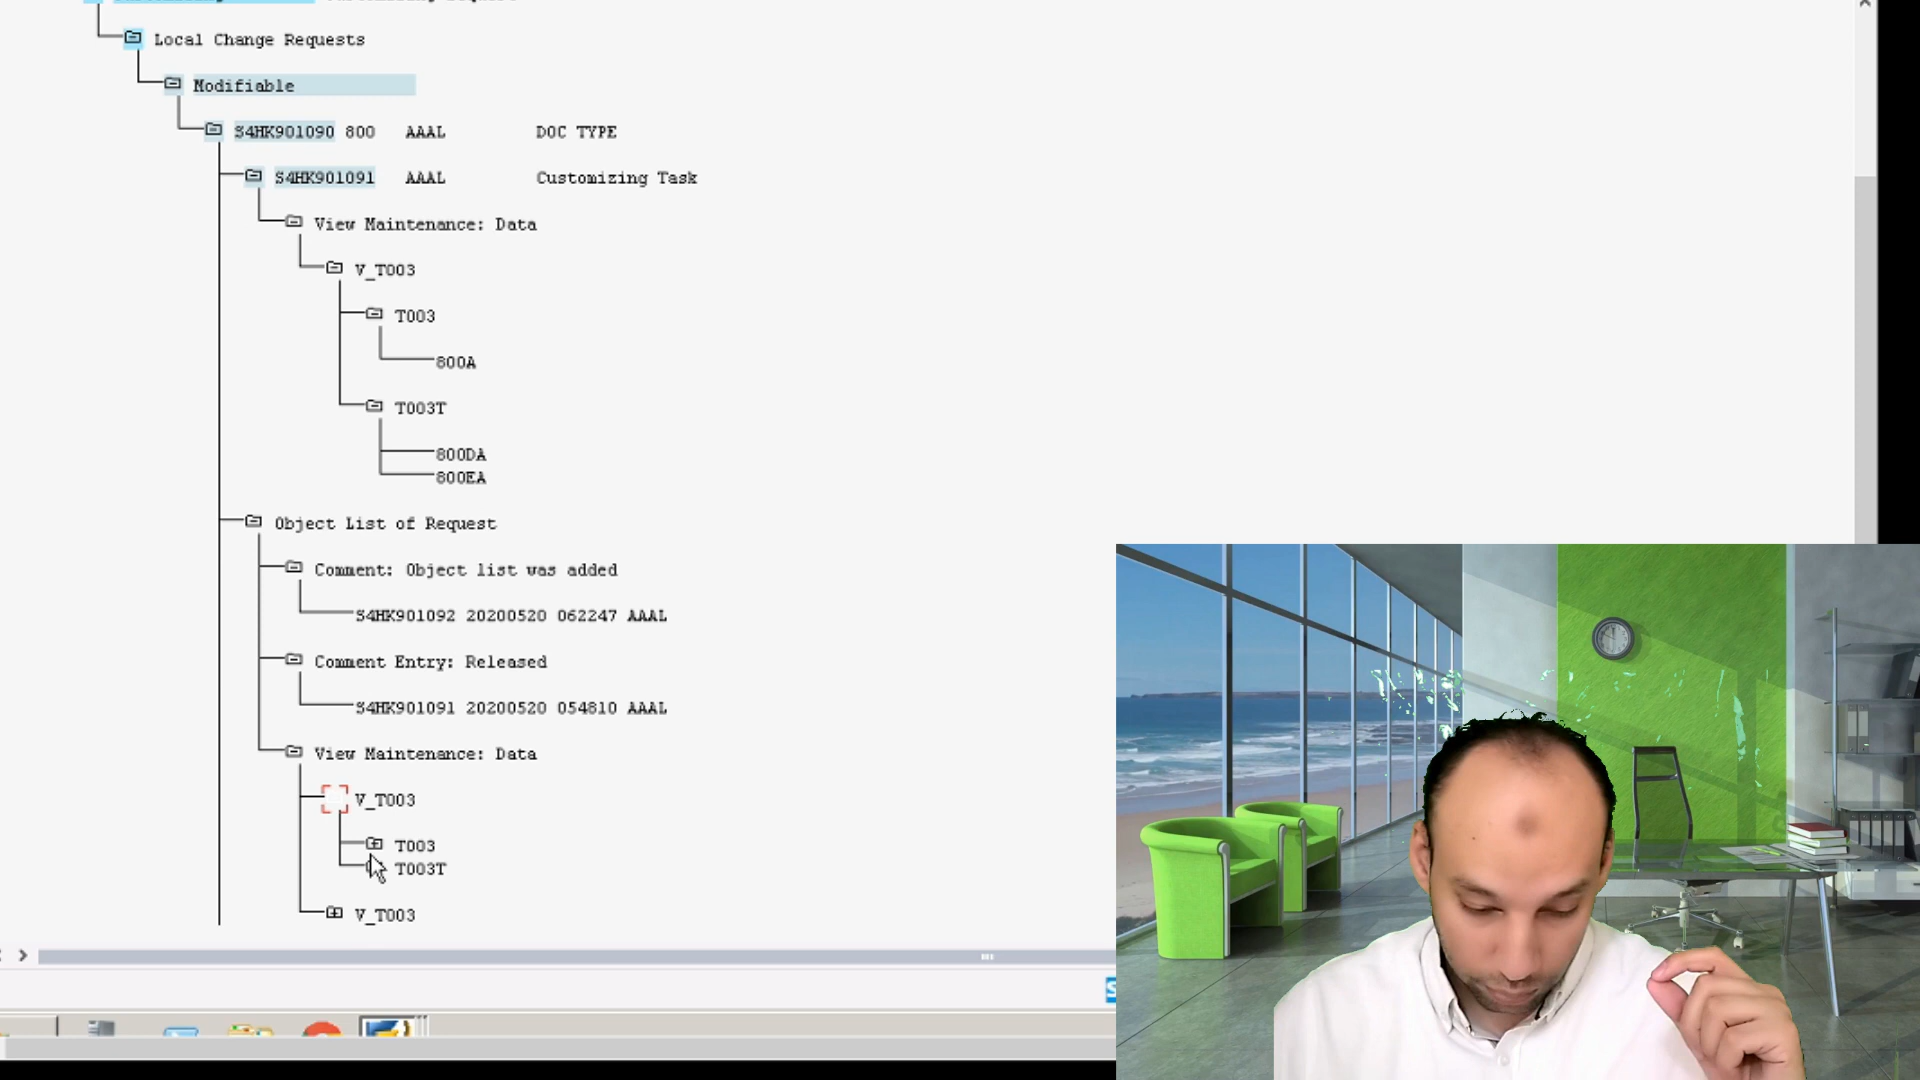 Local Change Requests
Modifiable
S4HK901090 800 AAAL DOC TYPE
S4HK901091 AAAL Customizing Task
View Maintenance: Data
V_T003
T003
800A
T003T
800DA
800EA
Object List of Request
Comment: Object list was added
S4HK901092 20200520 062247 AAAL
Comment Entry: Released
S4HK901091 20200520 054810 AAAL
View Maintenance: Data
V_T003
T003
T003T
V_T003